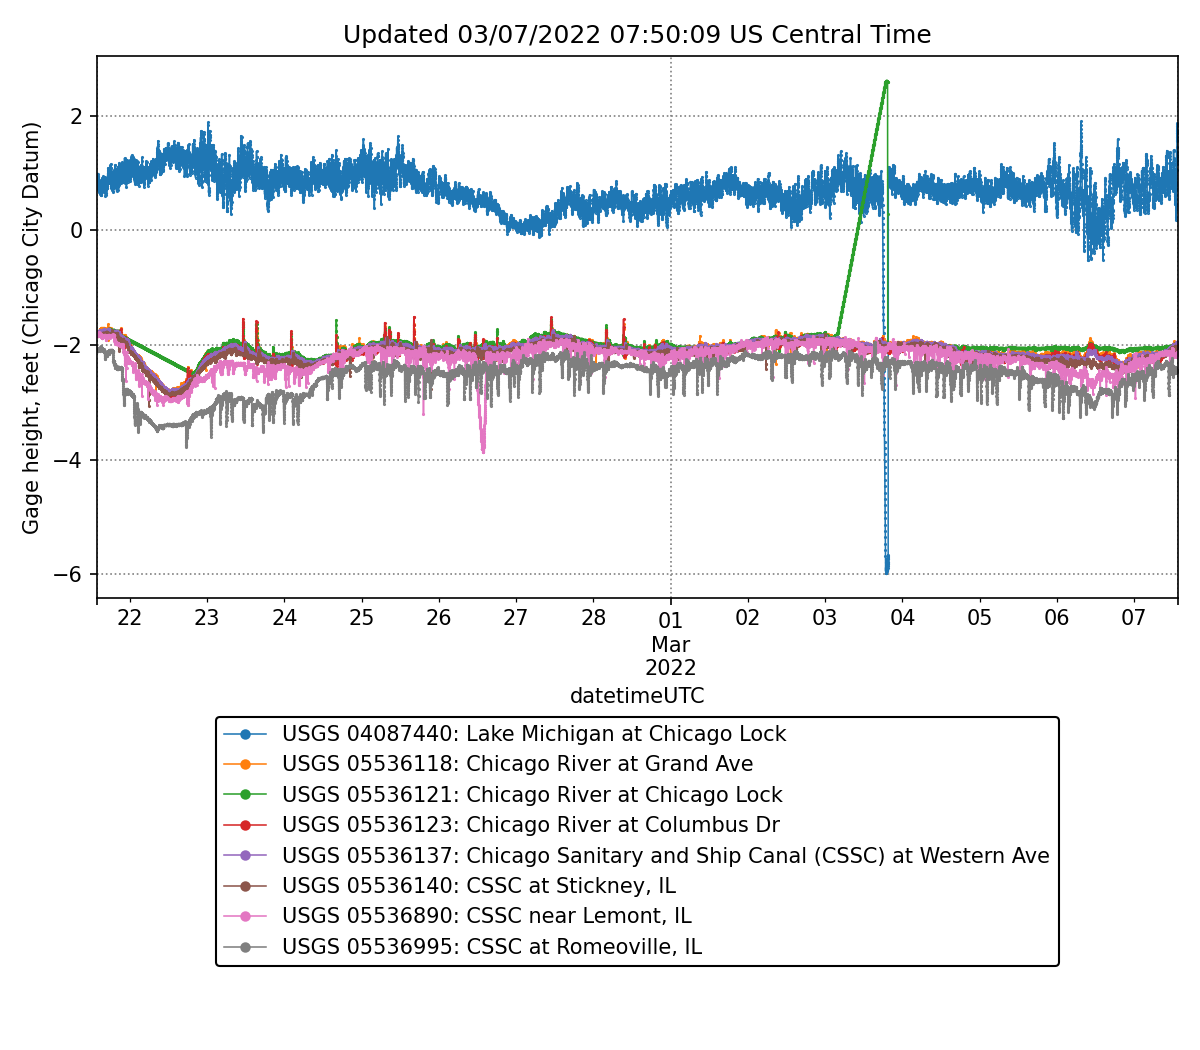 Updated 03/07/2022 07:50:09 US Central Time
Gage height, feet (Chicago City Datum)
2
0
−2
−4
−6
22 23 24 25 26 27 28 01 02 03 04 05 06 07
Mar
2022
datetimeUTC
USGS 04087440: Lake Michigan at Chicago Lock
USGS 05536118: Chicago River at Grand Ave
USGS 05536121: Chicago River at Chicago Lock
USGS 05536123: Chicago River at Columbus Dr
USGS 05536137: Chicago Sanitary and Ship Canal (CSSC) at Western Ave
USGS 05536140: CSSC at Stickney, IL
USGS 05536890: CSSC near Lemont, IL
USGS 05536995: CSSC at Romeoville, IL